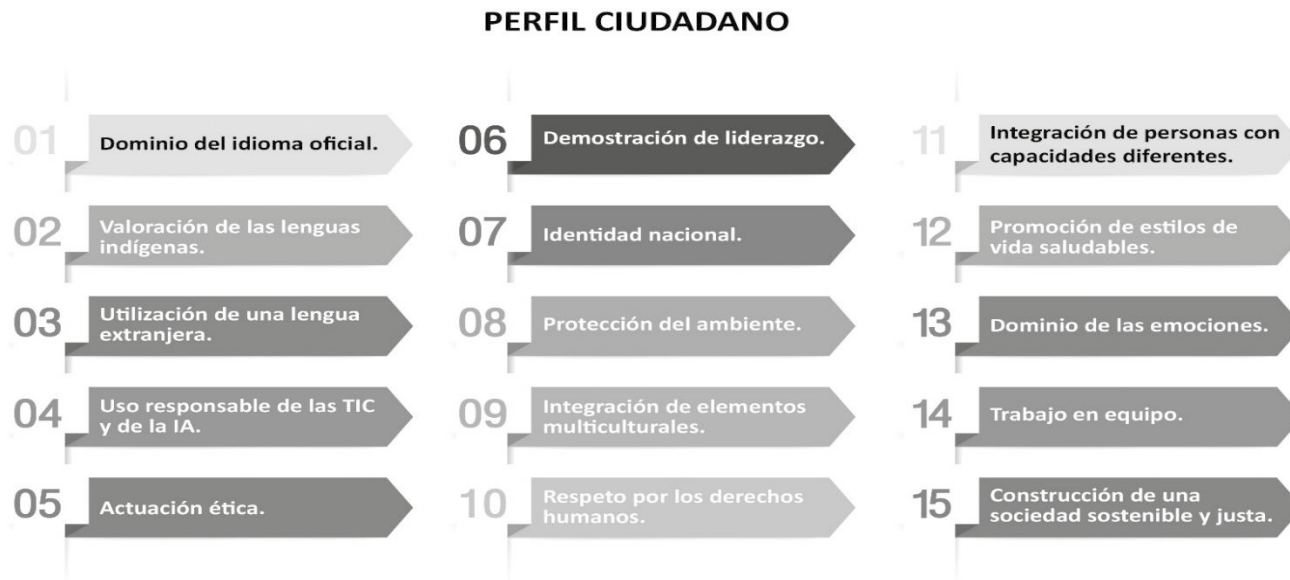 PERFIL CIUDADANO
01
Dominio del idioma oficial.
02
Valoración de las lenguas
indígenas.
03
Utilización de una lengua
extranjera.
04
Uso responsable de las TIC
y de la IA.
05
Actuación ética.
06
Demostración de liderazgo.
07
Identidad nacional.
08
Protección del ambiente.
09
Integración de elementos
multiculturales.
10
Respeto por los derechos
humanos.
11
Integración de personas con
capacidades diferentes.
12
Promoción de estilos de
vida saludables.
13
Dominio de las emociones.
14
Trabajo en equipo.
15
Construcción de una
sociedad sostenible y justa.